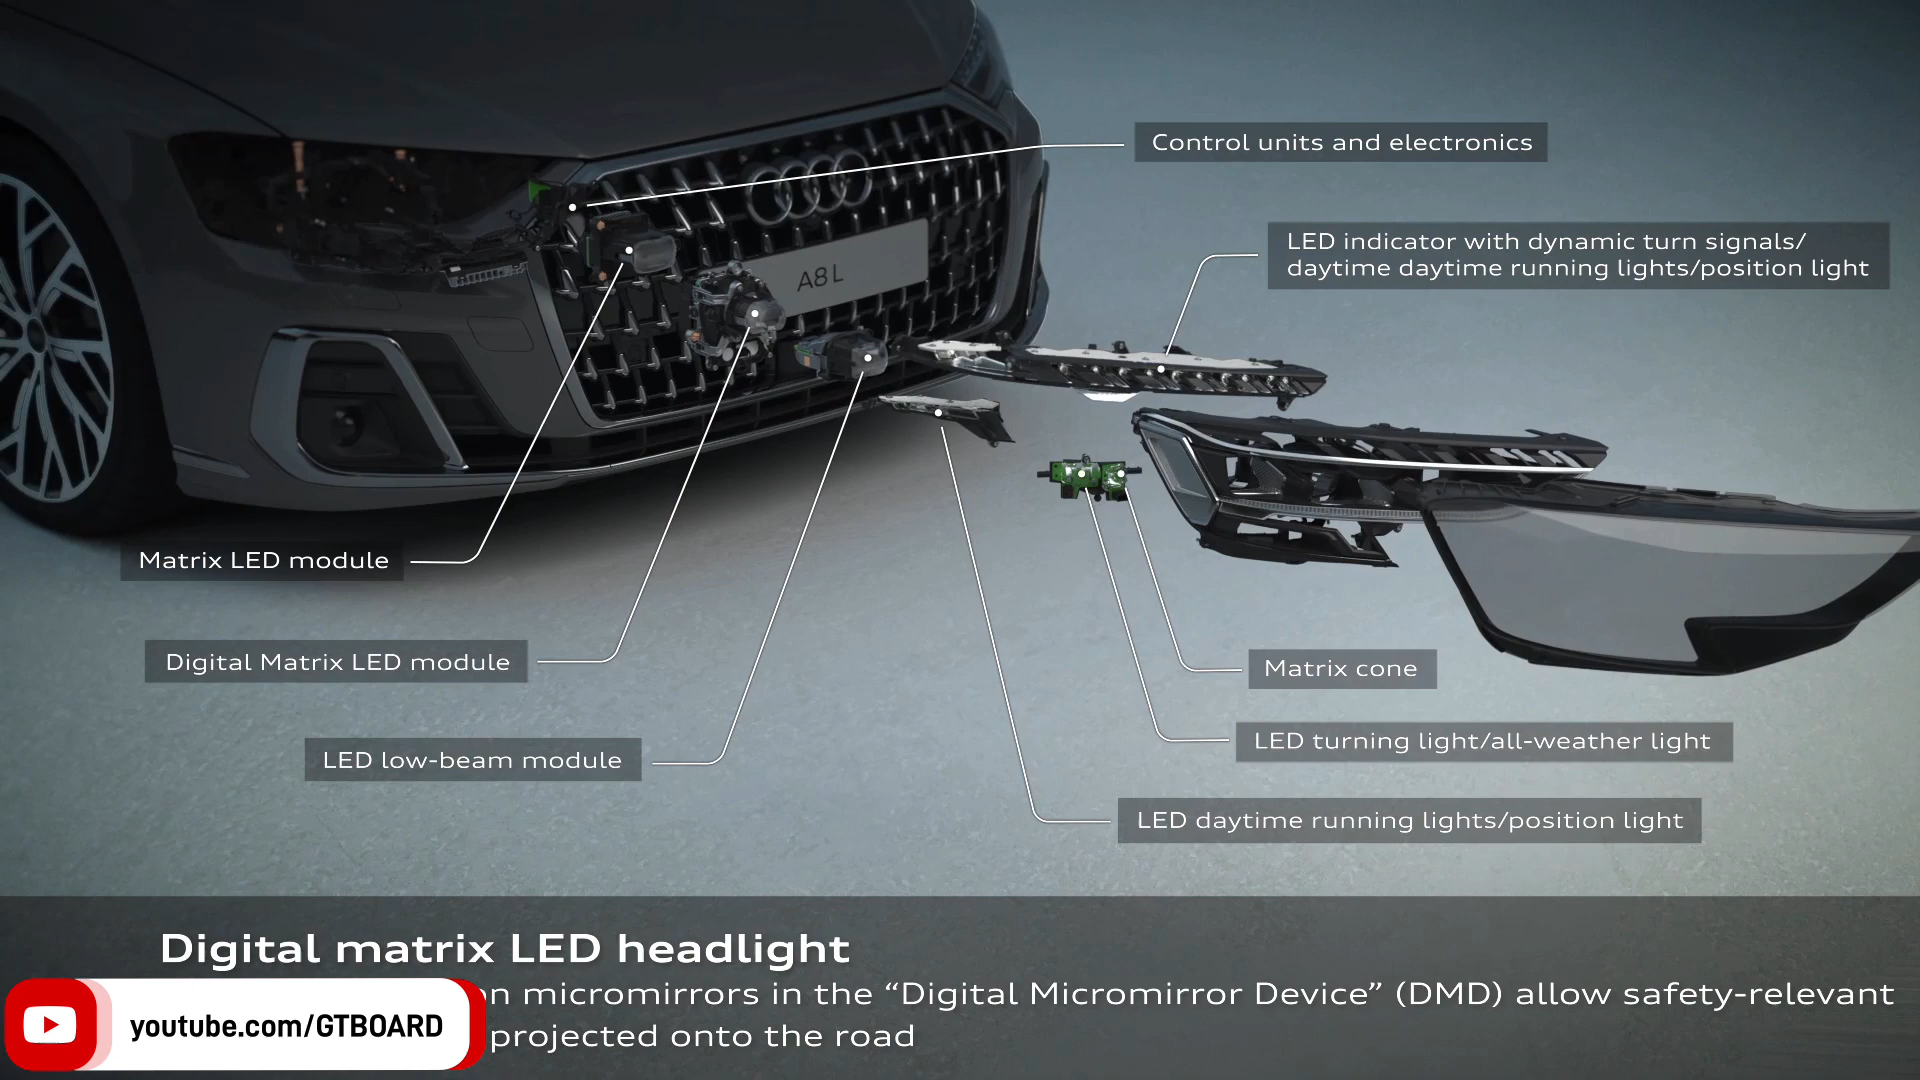 Control units and electronics
LED indicator with dynamic turn signals/
daytime daytime running lights/position light
A8 L
Matrix LED module
Digital Matrix LED module
LED low-beam module
Matrix cone
LED turning light/all-weather light
LED daytime running lights/position light
Digital matrix LED headlight
micromirrors in the “Digital Micromirror Device” (DMD) allow safety-relevant
projected onto the road
youtube.com/GTBOARD